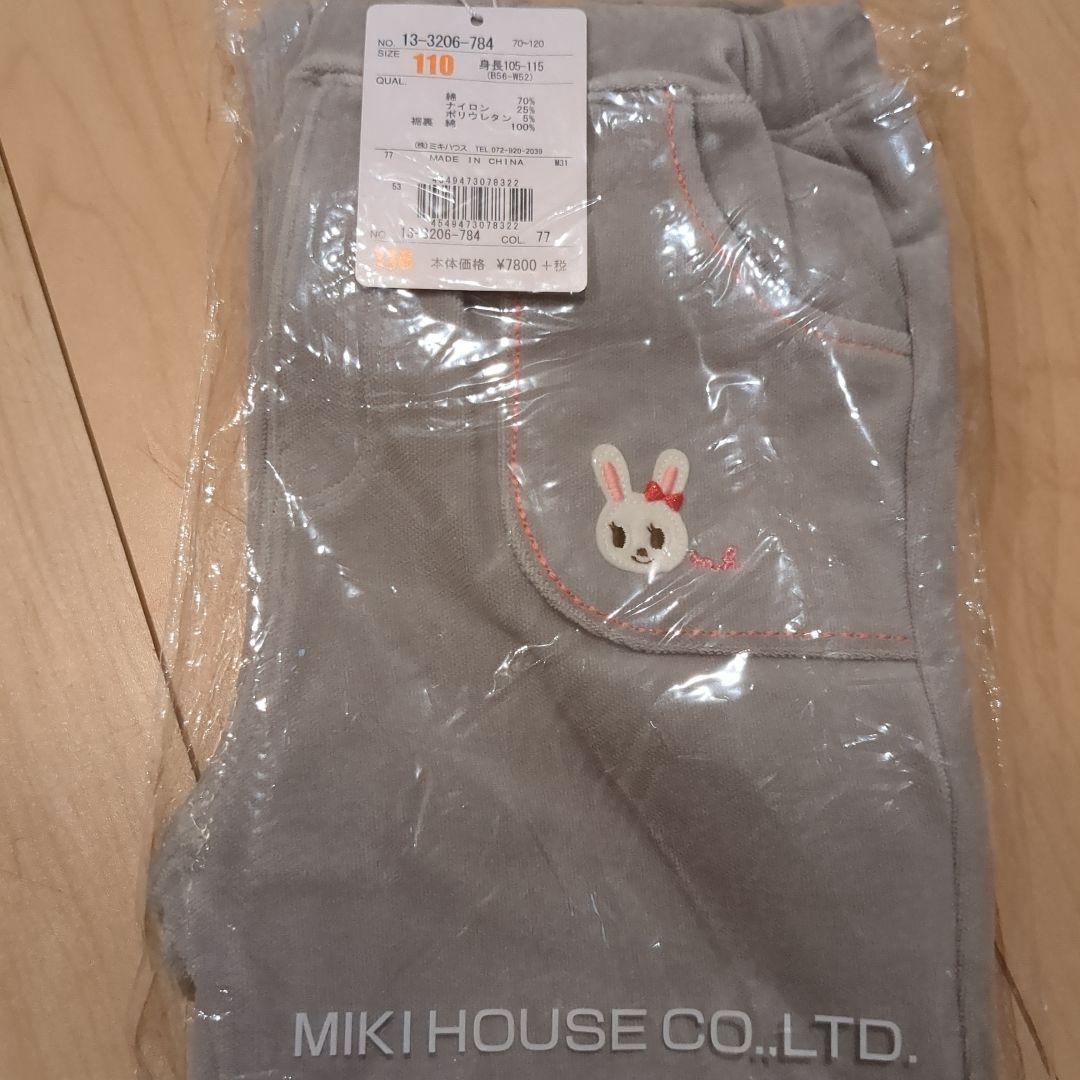 NO. 13-3206-784 70-120
SIZE 110 身長105-115
(B56-W52)
QUAL.
綿 70%
ナイロン 25%
ポリウレタン 5%
裾裏 綿 100%
(株)ミキハウス TEL 072-920-2039
77 MADE IN CHINA M31
53 4549473078322
4549473078322
NO. 13-3206-784 COL. 77
本体価格 ¥7800+税
m.h.
MIKI HOUSE CO.,LTD.